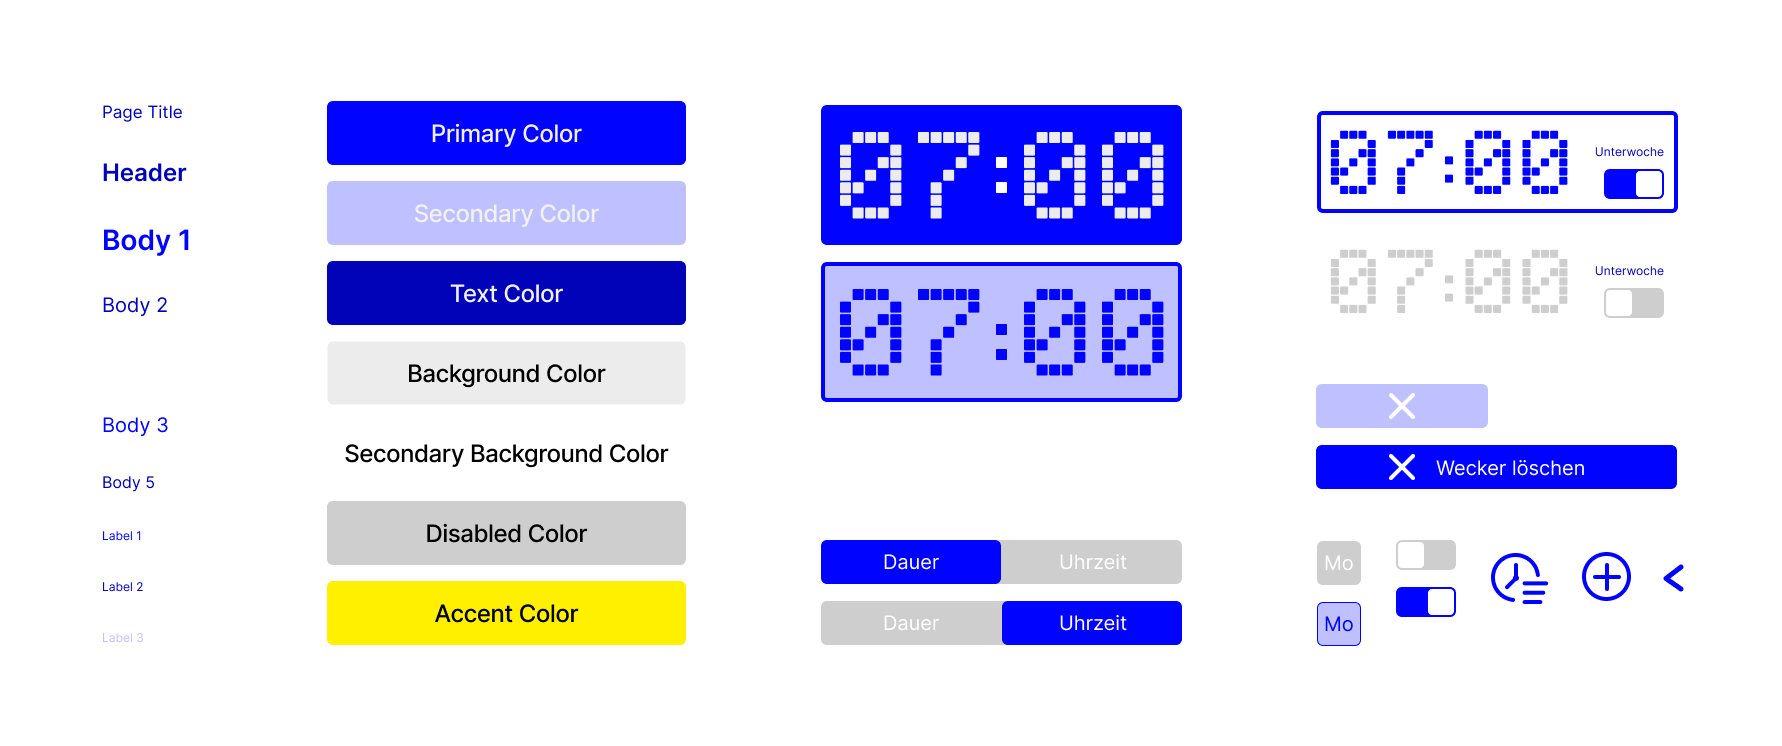 Page Title
Header
Body 1
Body 2
Body 3
Body 5
Label 1
Label 2
Label 3
Primary Color
Secondary Color
Text Color
Background Color
Secondary Background Color
Disabled Color
Accent Color
07:00
07:00
Dauer Uhrzeit
Dauer Uhrzeit
07:00 Unterwoche
07:00 Unterwoche
Wecker löschen
Mo
Mo